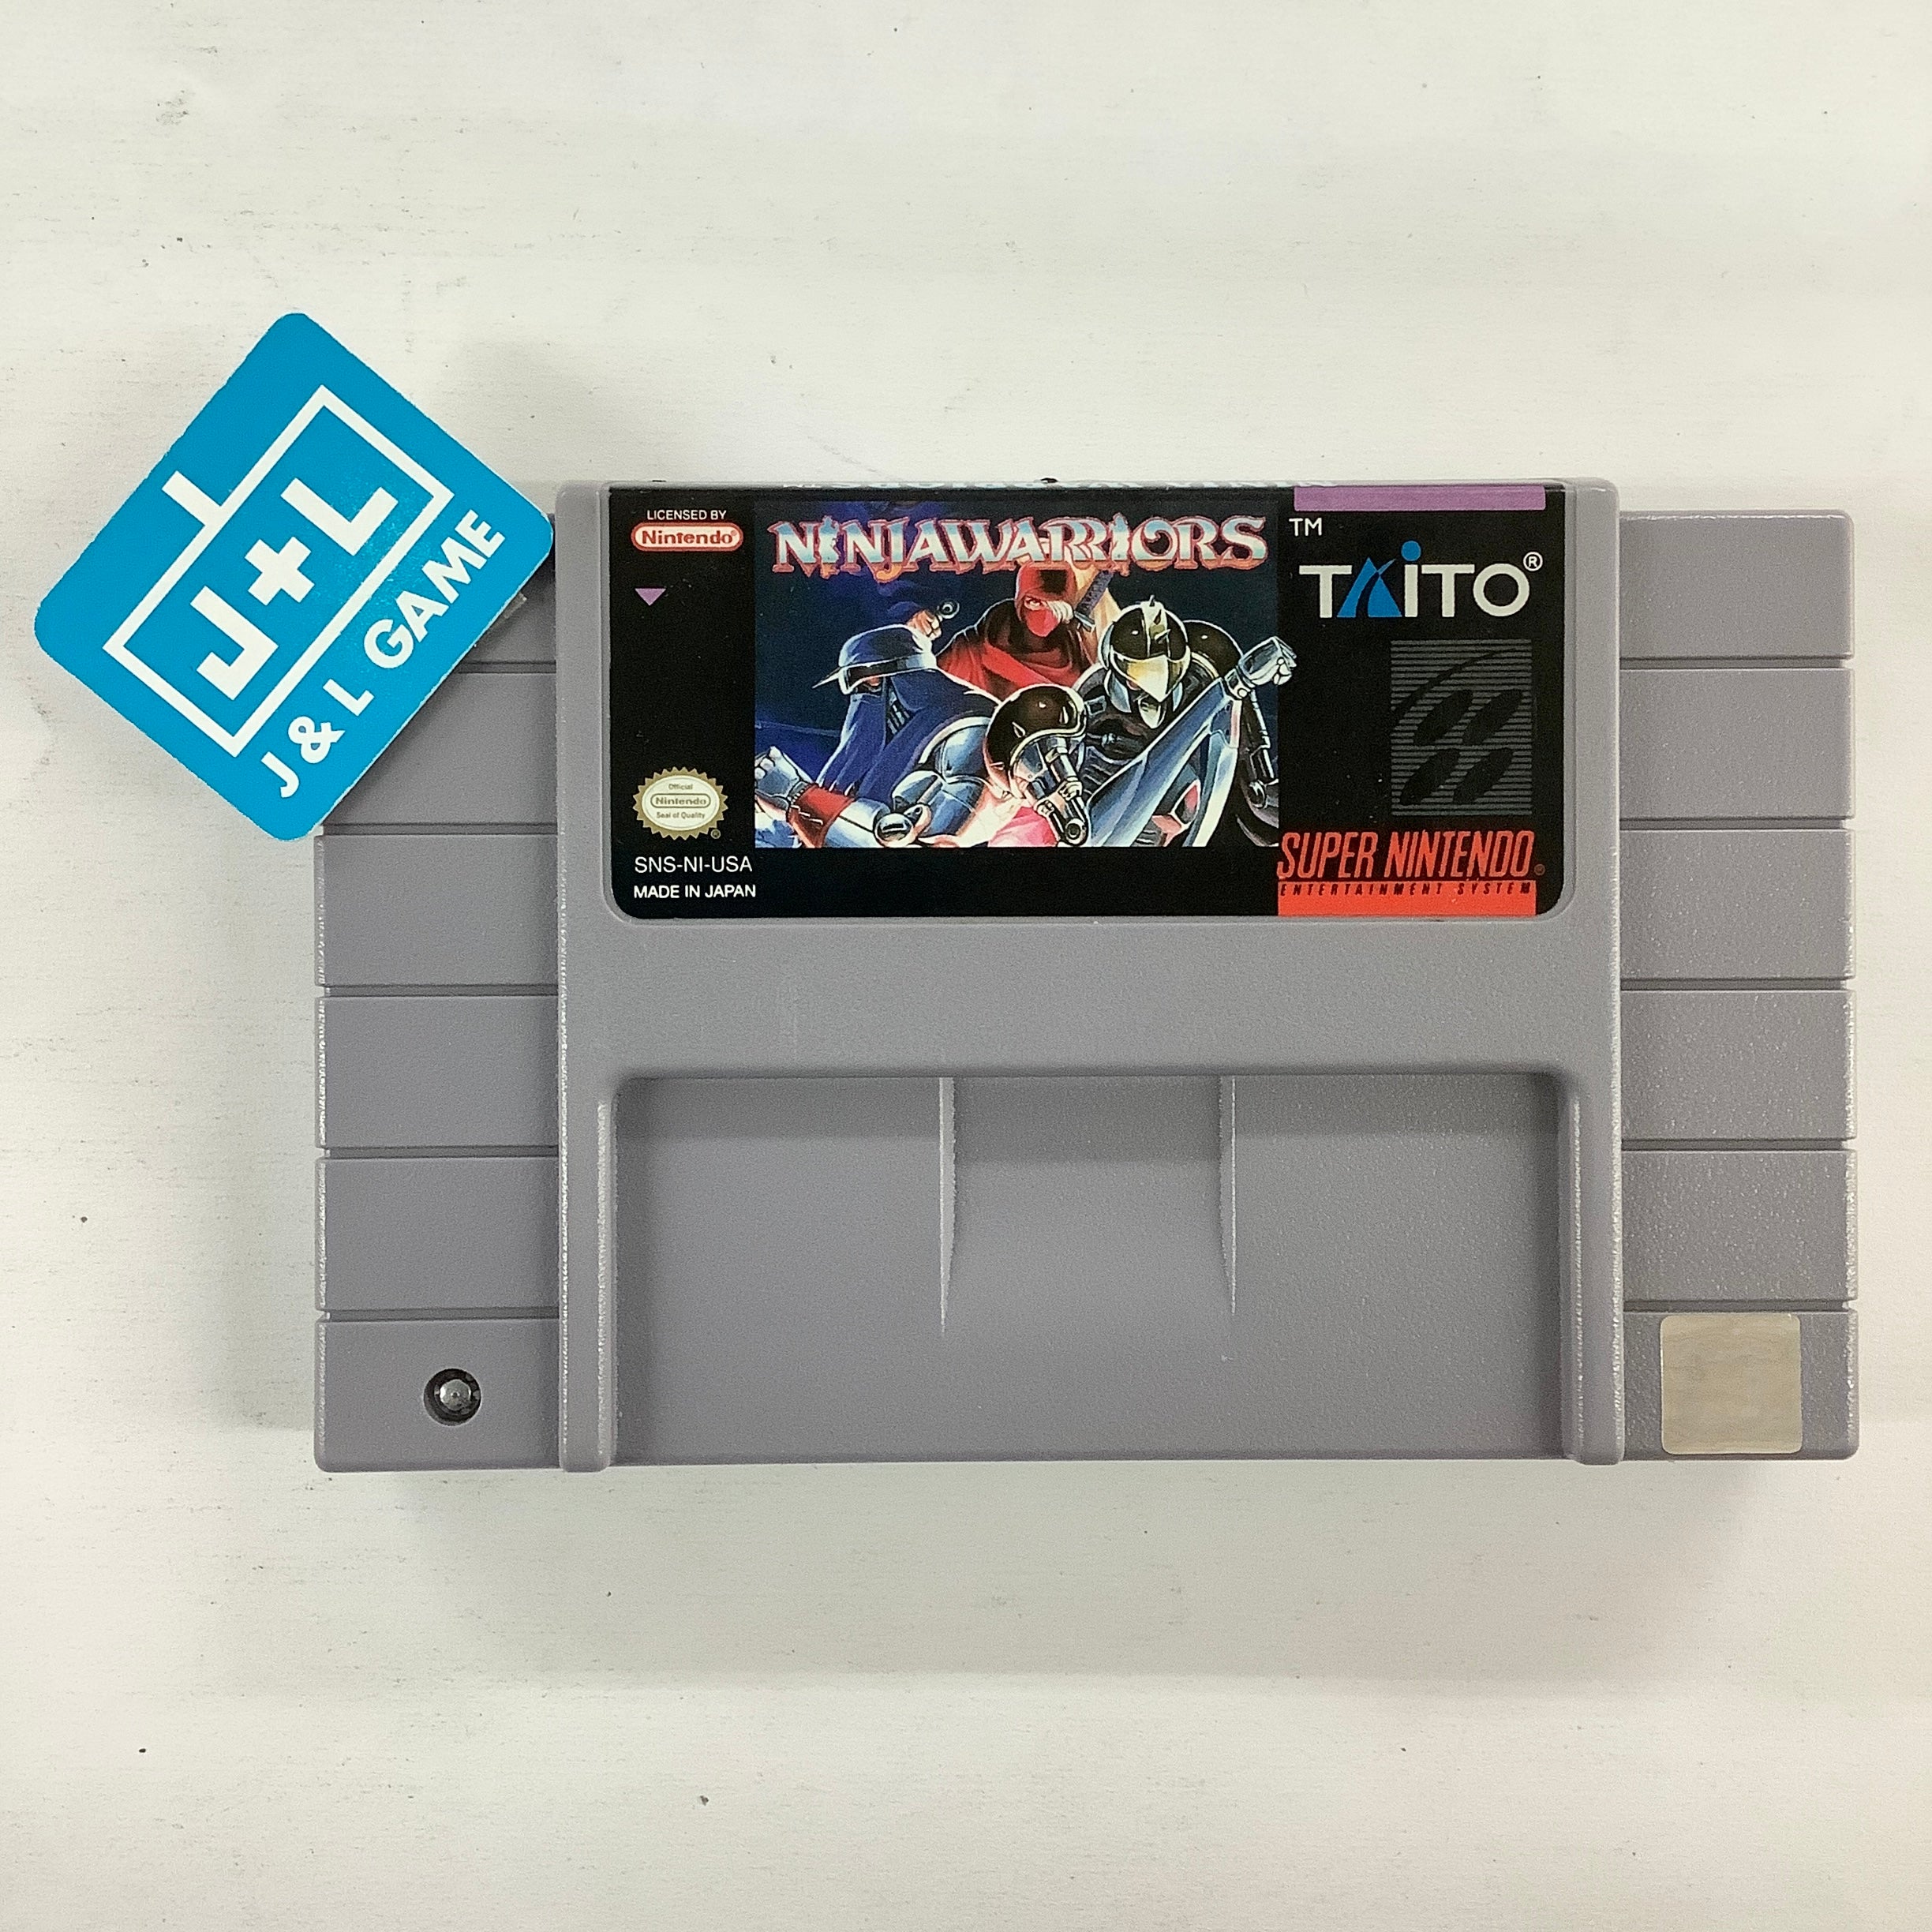 J+L
J & L GAME
LICENSED BY
Nintendo®
NINJAWARRIORS
TM
TAITO®
Official
Nintendo
Seal of Quality
®
SNS-NI-USA
MADE IN JAPAN
SUPER NINTENDO®
ENTERTAINMENT SYSTEM